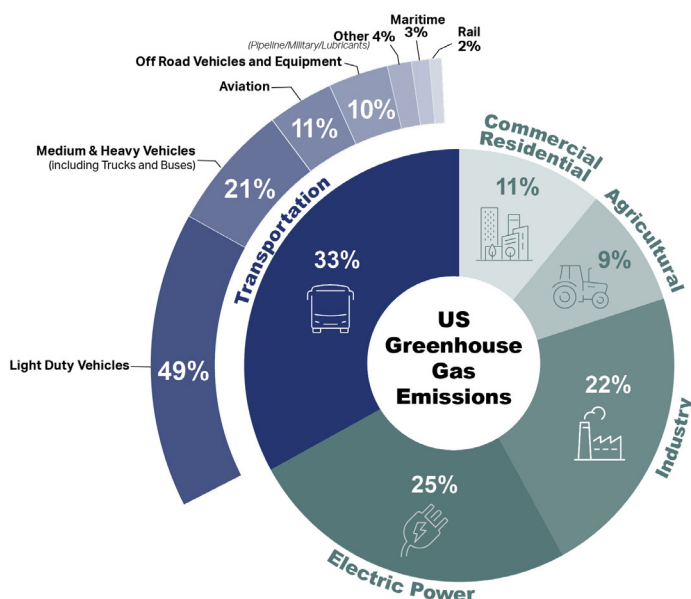 Maritime
3%
Rail
2%
Other 4%
(Pipeline/Military/Lubricants)
Off Road Vehicles and Equipment
Aviation
10%
11%
Medium & Heavy Vehicles
(including Trucks and Buses)
21%
Light Duty Vehicles
49%
Transportation
33%
Commercial
Residential
11%
Agricultural
9%
Industry
22%
Electric Power
25%
US
Greenhouse
Gas
Emissions